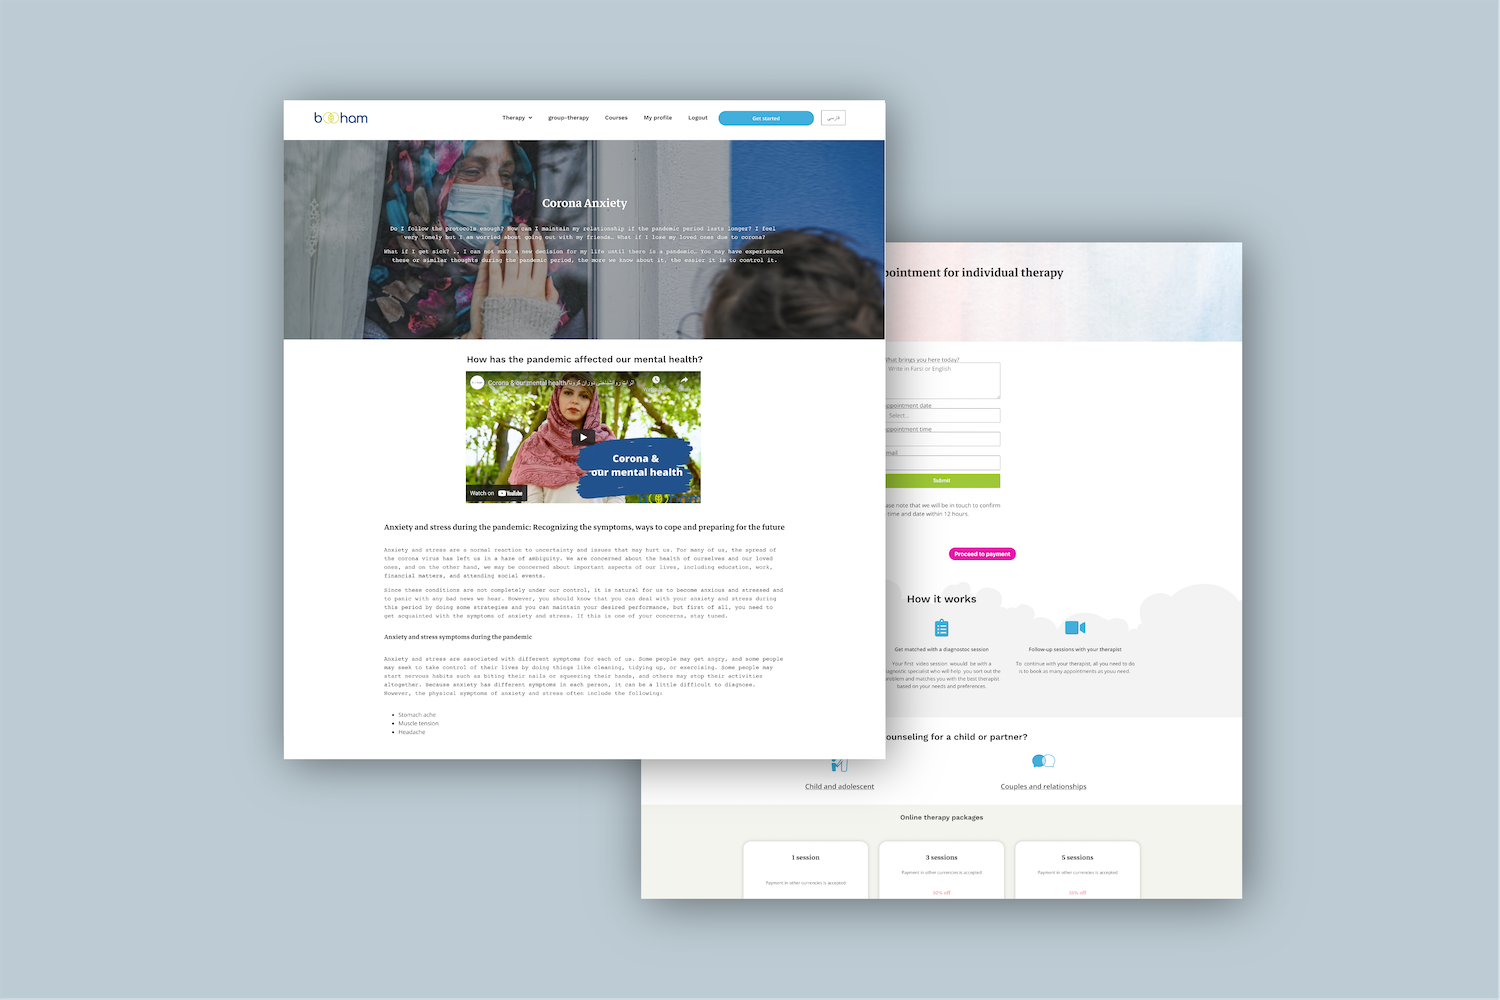 booham
Therapy
group-therapy
Courses
My profile
Logout
Get started
فارسی
Corona Anxiety
Do I follow the protocols enough? How can I maintain my relationship if the pandemic period lasts longer? I feel
very lonely but I am worried about going out with my friends… What if I lose my loved ones due to corona?
What if I get sick? .. I can not make a new decision for my life until there is a pandemic… You may have experienced
these or similar thoughts during the pandemic period, the more we know about it, the easier it is to control it.
How has the pandemic affected our mental health?
Corona & our mental health/اثرات روانشناختی دوران کرونا
Corona &
our mental health
Watch on YouTube
Anxiety and stress during the pandemic: Recognizing the symptoms, ways to cope and preparing for the future
Anxiety and stress are a normal reaction to uncertainty and issues that may hurt us. For many of us, the spread of
the corona virus has left us in a haze of ambiguity. We are concerned about the health of ourselves and our loved
ones, and on the other hand, we may be concerned about important aspects of our lives, including education, work,
financial matters, and attending social events.
Since these conditions are not completely under our control, it is natural for us to become anxious and stressed and
to panic with any bad news we hear. However, you should know that you can deal with your anxiety and stress during
this period by doing some strategies and you can maintain your desired performance, but first of all, you need to
get acquainted with the symptoms of anxiety and stress. If this is one of your concerns, stay tuned.
Anxiety and stress symptoms during the pandemic
Anxiety and stress are associated with different symptoms for each of us. Some people may get angry, and some people
may seek to take control of their lives by doing things like cleaning, tidying up, or exercising. Some people may
start nervous habits such as biting their nails or squeezing their hands, and others may stop their activities
altogether. Because anxiety has different symptoms in each person, it can be a little difficult to diagnose.
However, the physical symptoms of anxiety and stress often include the following:
Stomach ache
Muscle tension
Headache
pointment for individual therapy
What brings you here today?
Write in Farsi or English
ppointment date
Select...
ppointment time
mail
Submit
ase note that we will be in touch to confirm
time and date within 12 hours.
Proceed to payment
How it works
Get matched with a diagnostoc session
Your first video session would be with a
agnosis specialist who will help you sort out the
roblem and matches you with the best therapist
based on your needs and preferences.
Follow-up sessions with your therapist
To continue with your therapist, all you need to do
is to book as many appointments as you need.
ounseling for a child or partner?
Child and adolescent
Couples and relationships
Online therapy packages
1 session
Payment in other currencies is accepted
3 sessions
Payment in other currencies is accepted
5 sessions
Payment in other currencies is accepted